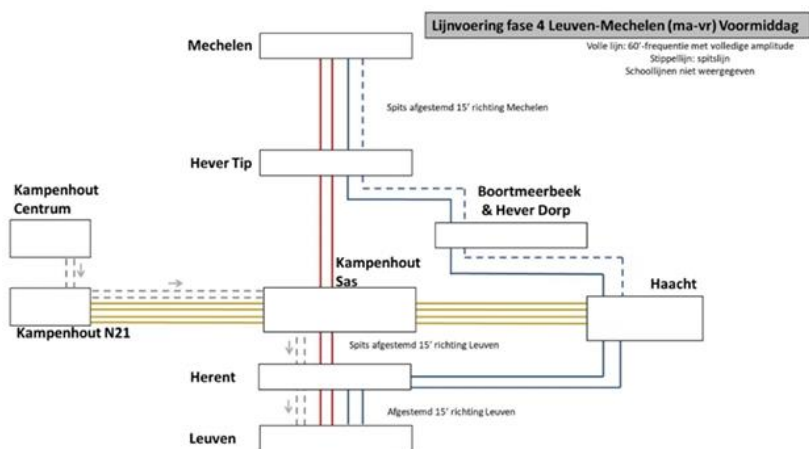 Lijnvoering fase 4 Leuven-Mechelen (ma-vr) Voormiddag
Volle lijn: 60'-frequentie met volledige amplitude
Stippellijn: spitslijn
Schoollijnen niet weergegeven
Mechelen
Spits afgestemd 15' richting Mechelen
Hever Tip
Kampenhout
Centrum
Boortmeerbeek
& Hever Dorp
Kampenhout
Sas
Haacht
Kampenhout N21
Spits afgestemd 15' richting Leuven
Herent
Afgestemd 15' richting Leuven
Leuven